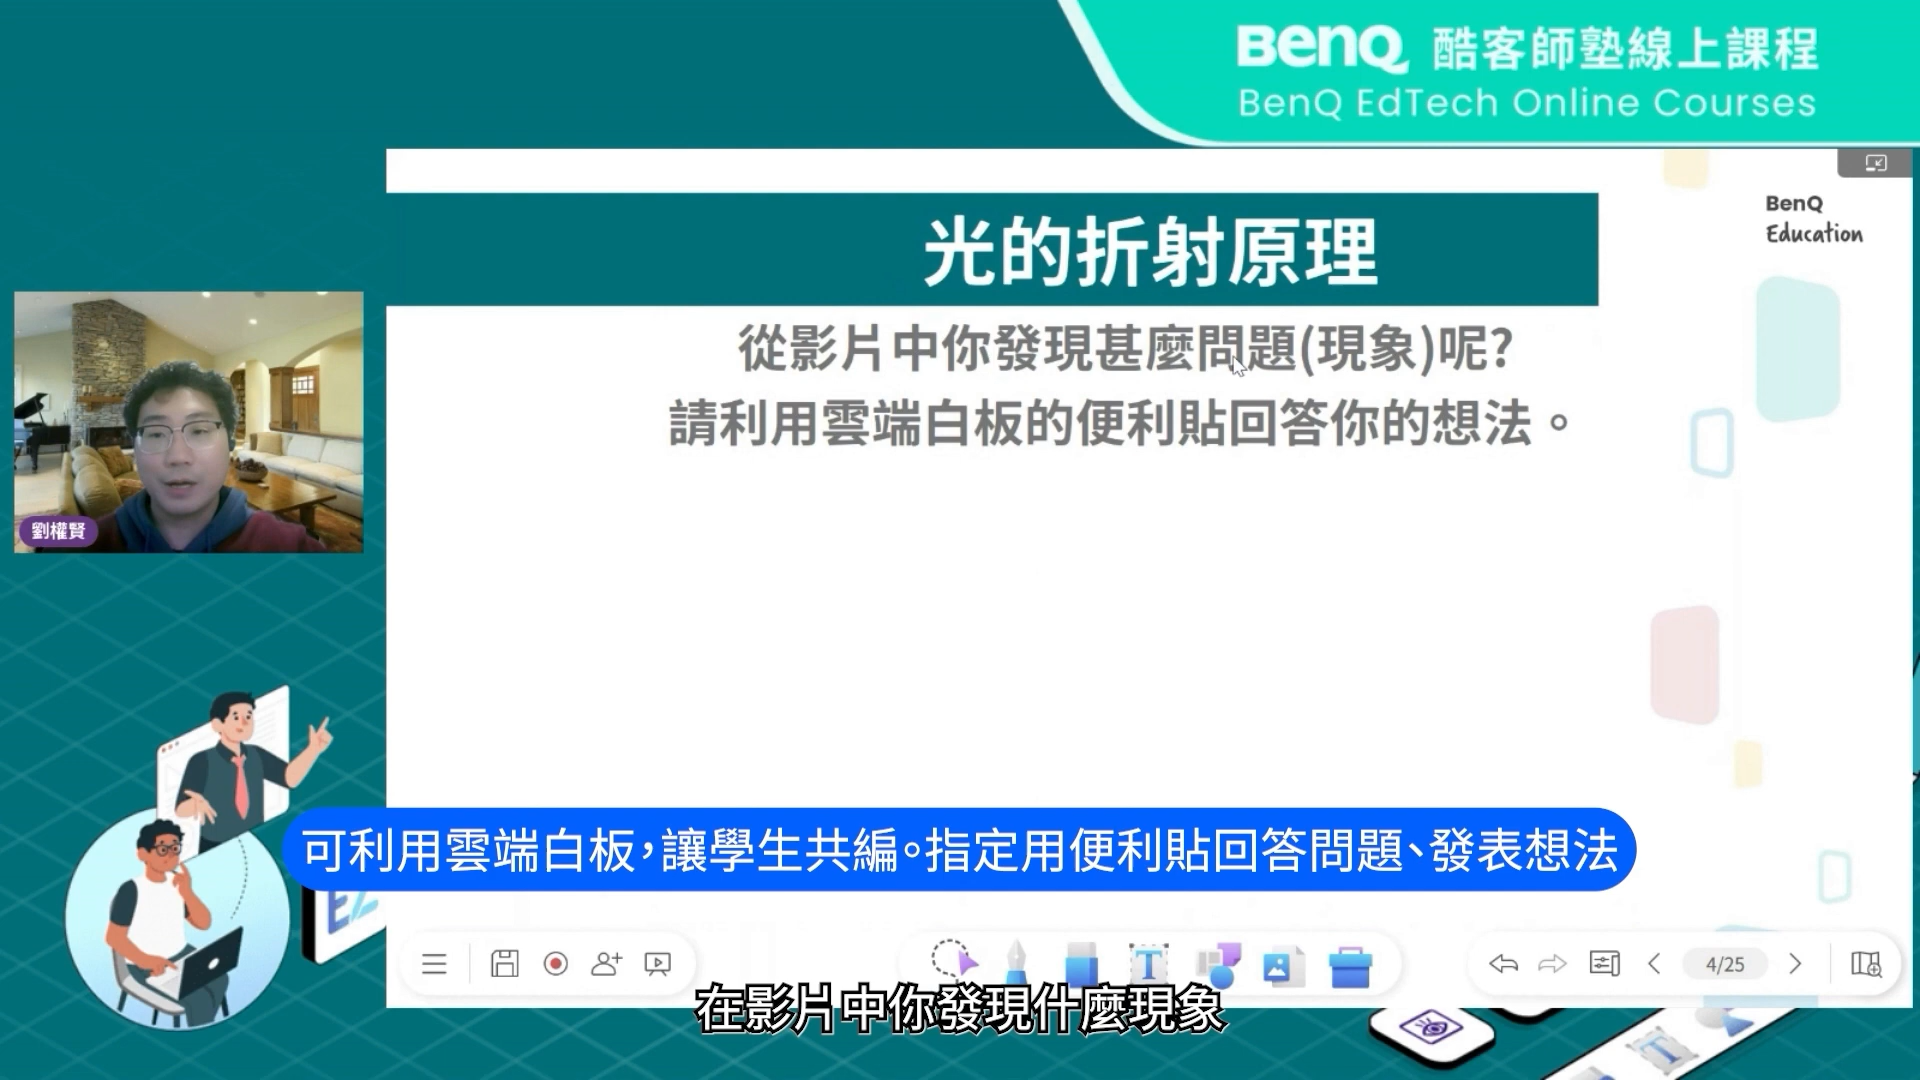 BenQ 酷客師塾線上課程
BenQ EdTech Online Courses
BenQ
Education
光的折射原理
從影片中你發現甚麼問題(現象)呢?
請利用雲端白板的便利貼回答你的想法。
劉權賢
可利用雲端白板，讓學生共編。指定用便利貼回答問題、發表想法
EZ
T
4/25
在影片中你發現什麼現象
T